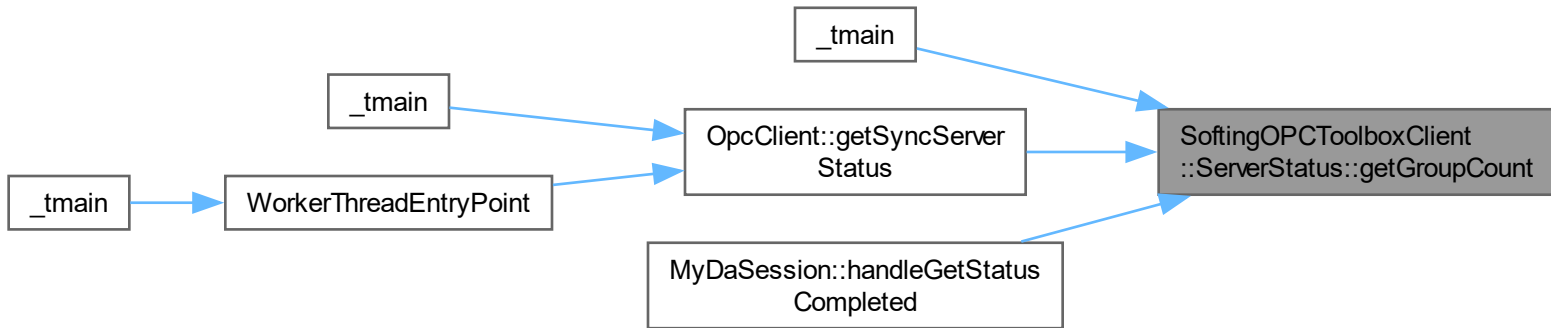 _tmain
_tmain
OpcClient::getSyncServer
Status
SoftingOPCToolboxClient
::ServerStatus::getGroupCount
_tmain
WorkerThreadEntryPoint
MyDaSession::handleGetStatus
Completed